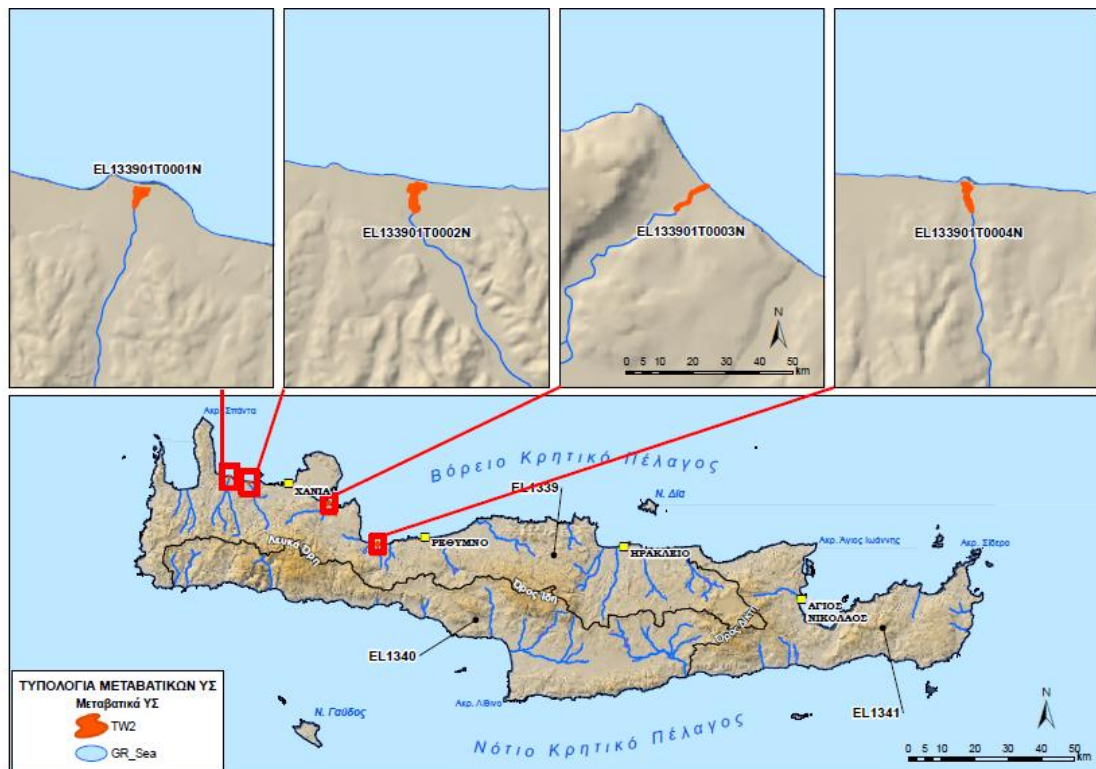 EL133901T0001N
EL133901T0002N
EL133901T0003N
N
0 5 10 20 30 40 50
km
EL133901T0004N
Ακρ. Σπάντα
Βόρειο Κρητικό Πέλαγος
ΧΑΝΙΑ
EL1339
Ν. Δία
ΡΕΘΥΜΝΟ
ΗΡΑΚΛΕΙΟ
Ακρ. Άγιος Ιωάννης
Ακρ. Σίδερο
Λευκά Όρη
Όρος Ίδη
ΑΓΙΟΣ
ΝΙΚΟΛΑΟΣ
Όρος Δίκτη
EL1340
EL1341
Ακρ. Λίθινο
Ν. Γαύδος
Νότιο Κρητικό Πέλαγος
ΤΥΠΟΛΟΓΙΑ ΜΕΤΑΒΑΤΙΚΩΝ ΥΣ
Μεταβατικά ΥΣ
TW2
GR_Sea
N
0 5 10 20 30 40 50
km